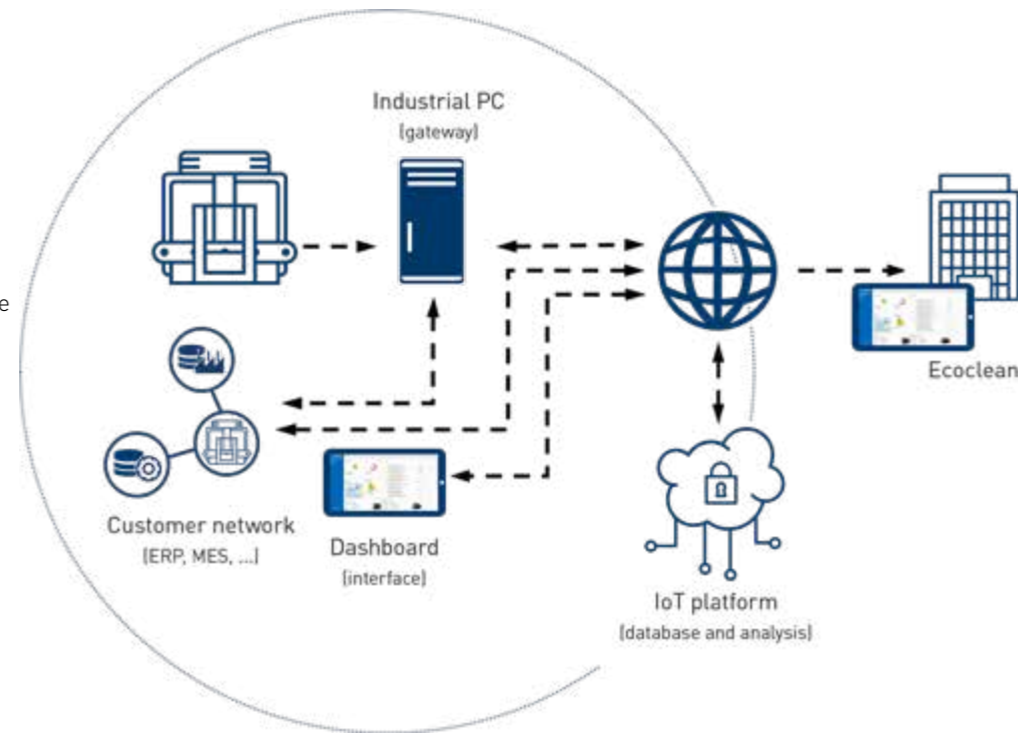 Industrial PC
(gateway)
e
Ecoclean
Customer network
(ERP, MES, ...)
Dashboard
(interface)
IoT platform
(database and analysis)